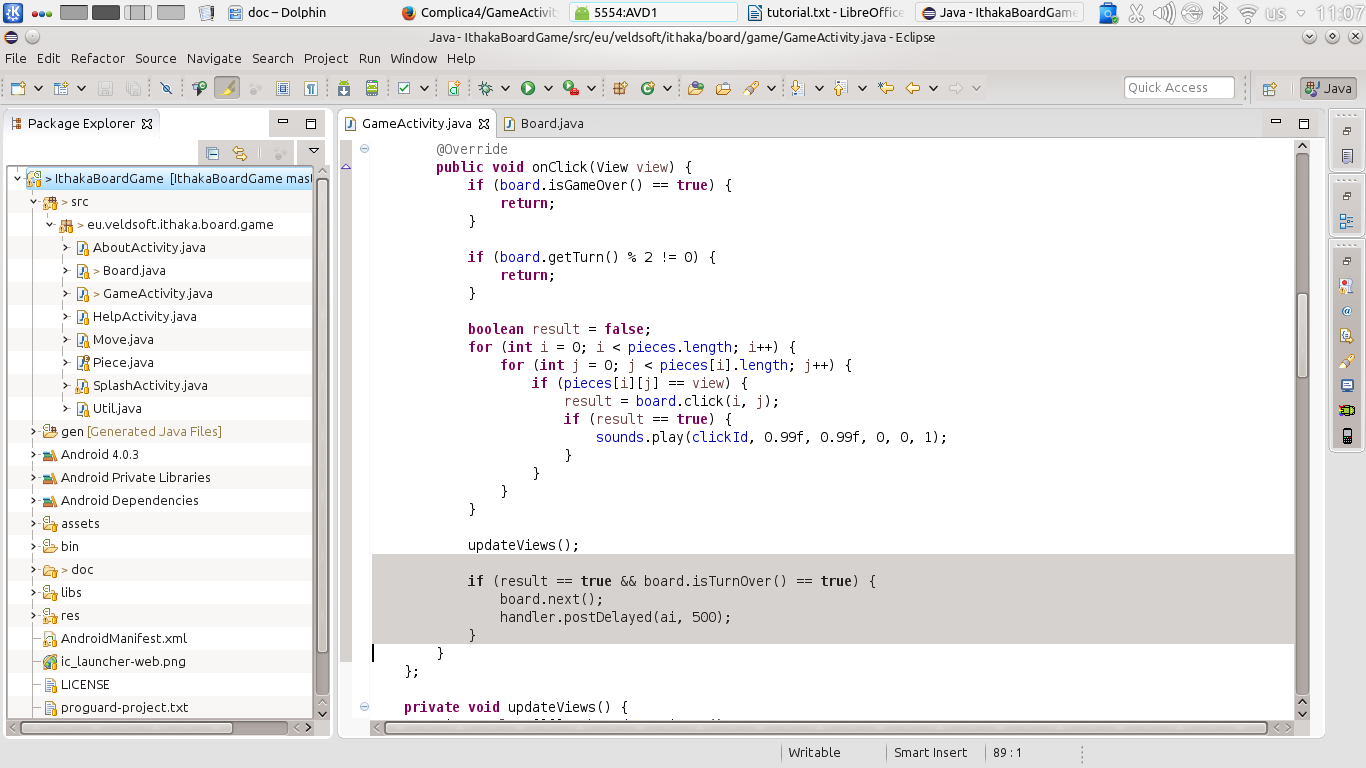 doc – Dolphin
Complica4/GameActivit
5554:AVD1
tutorial.txt - LibreOffice
Java - IthakaBoardGame
us
11:07
Java - IthakaBoardGame/src/eu/veldsoft/ithaka/board/game/GameActivity.java - Eclipse
File Edit Refactor Source Navigate Search Project Run Window Help
Quick Access
Java
Package Explorer
> IthakaBoardGame [IthakaBoardGame mast
> src
> eu.veldsoft.ithaka.board.game
AboutActivity.java
> Board.java
> GameActivity.java
HelpActivity.java
Move.java
Piece.java
SplashActivity.java
Util.java
gen [Generated Java Files]
Android 4.0.3
Android Private Libraries
Android Dependencies
assets
bin
> doc
libs
res
AndroidManifest.xml
ic_launcher-web.png
LICENSE
proguard-project.txt
GameActivity.java
Board.java
@Override
public void onClick(View view) {
if (board.isGameOver() == true) {
return;
}
if (board.getTurn() % 2 != 0) {
return;
}
boolean result = false;
for (int i = 0; i < pieces.length; i++) {
for (int j = 0; j < pieces[i].length; j++) {
if (pieces[i][j] == view) {
result = board.click(i, j);
if (result == true) {
sounds.play(clickId, 0.99f, 0.99f, 0, 0, 1);
}
}
}
}
updateViews();
if (result == true && board.isTurnOver() == true) {
board.next();
handler.postDelayed(ai, 500);
}
}
};
private void updateViews() {
Writable
Smart Insert
89 : 1